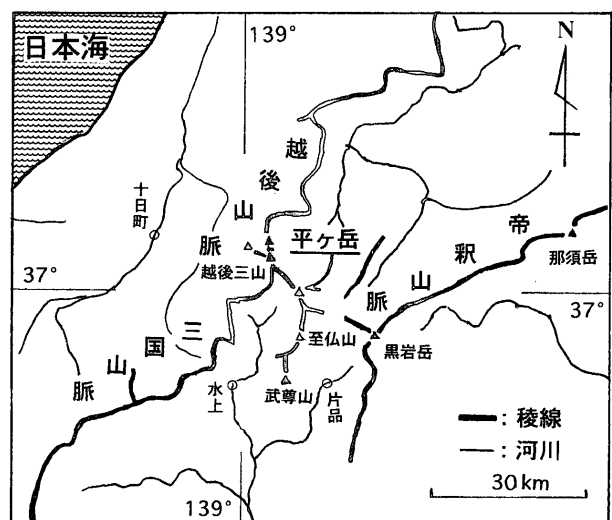 日本海
139°
N
越後山脈
十日町
平ヶ岳
帝釈山脈
越後三山
那須岳
37°
37°
三国山脈
至仏山
黒岩岳
水上
武尊山
片品
：稜線
：河川
30km
139°